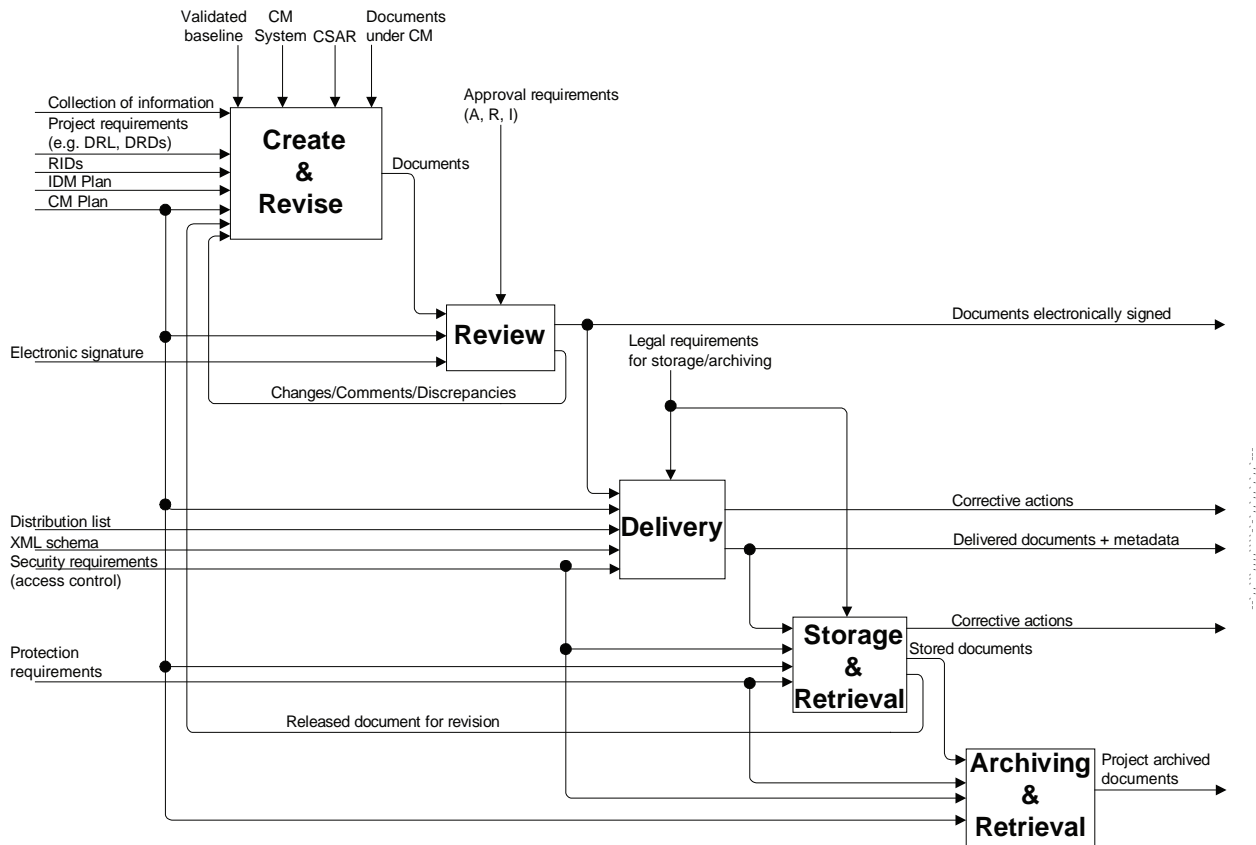 Validated
baseline
CM
System
CSAR
Documents
under CM
Collection of information
Project requirements
(e.g. DRL, DRDs)
RIDs
IDM Plan
CM Plan
Create
&
Revise
Approval requirements
(A, R, I)
Documents
Review
Documents electronically signed
Electronic signature
Changes/Comments/Discrepancies
Legal requirements
for storage/archiving
Delivery
Corrective actions
Distribution list
XML schema
Security requirements
(access control)
Delivered documents + metadata
Storage
&
Retrieval
Corrective actions
Stored documents
Protection
requirements
Released document for revision
Archiving
&
Retrieval
Project archived
documents